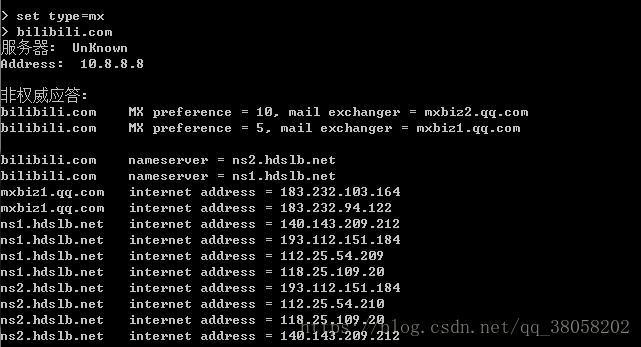 > set type=mx
> bilibili.com
服务器:  UnKnown
Address:  10.8.8.8
非权威应答:
bilibili.com    MX preference = 10, mail exchanger = mxbiz2.qq.com
bilibili.com    MX preference = 5, mail exchanger = mxbiz1.qq.com
bilibili.com    nameserver = ns2.hdslb.net
bilibili.com    nameserver = ns1.hdslb.net
mxbiz1.qq.com   internet address = 183.232.103.164
mxbiz1.qq.com   internet address = 183.232.94.122
ns1.hdslb.net   internet address = 140.143.209.212
ns1.hdslb.net   internet address = 193.112.151.184
ns1.hdslb.net   internet address = 112.25.54.209
ns1.hdslb.net   internet address = 118.25.109.20
ns2.hdslb.net   internet address = 193.112.151.184
ns2.hdslb.net   internet address = 112.25.54.210
ns2.hdslb.net   internet address = 118.25.109.20
ns2.hdslb.net   internet address = 140.143.209.212
https://blog.csdn.net/qq_38058202